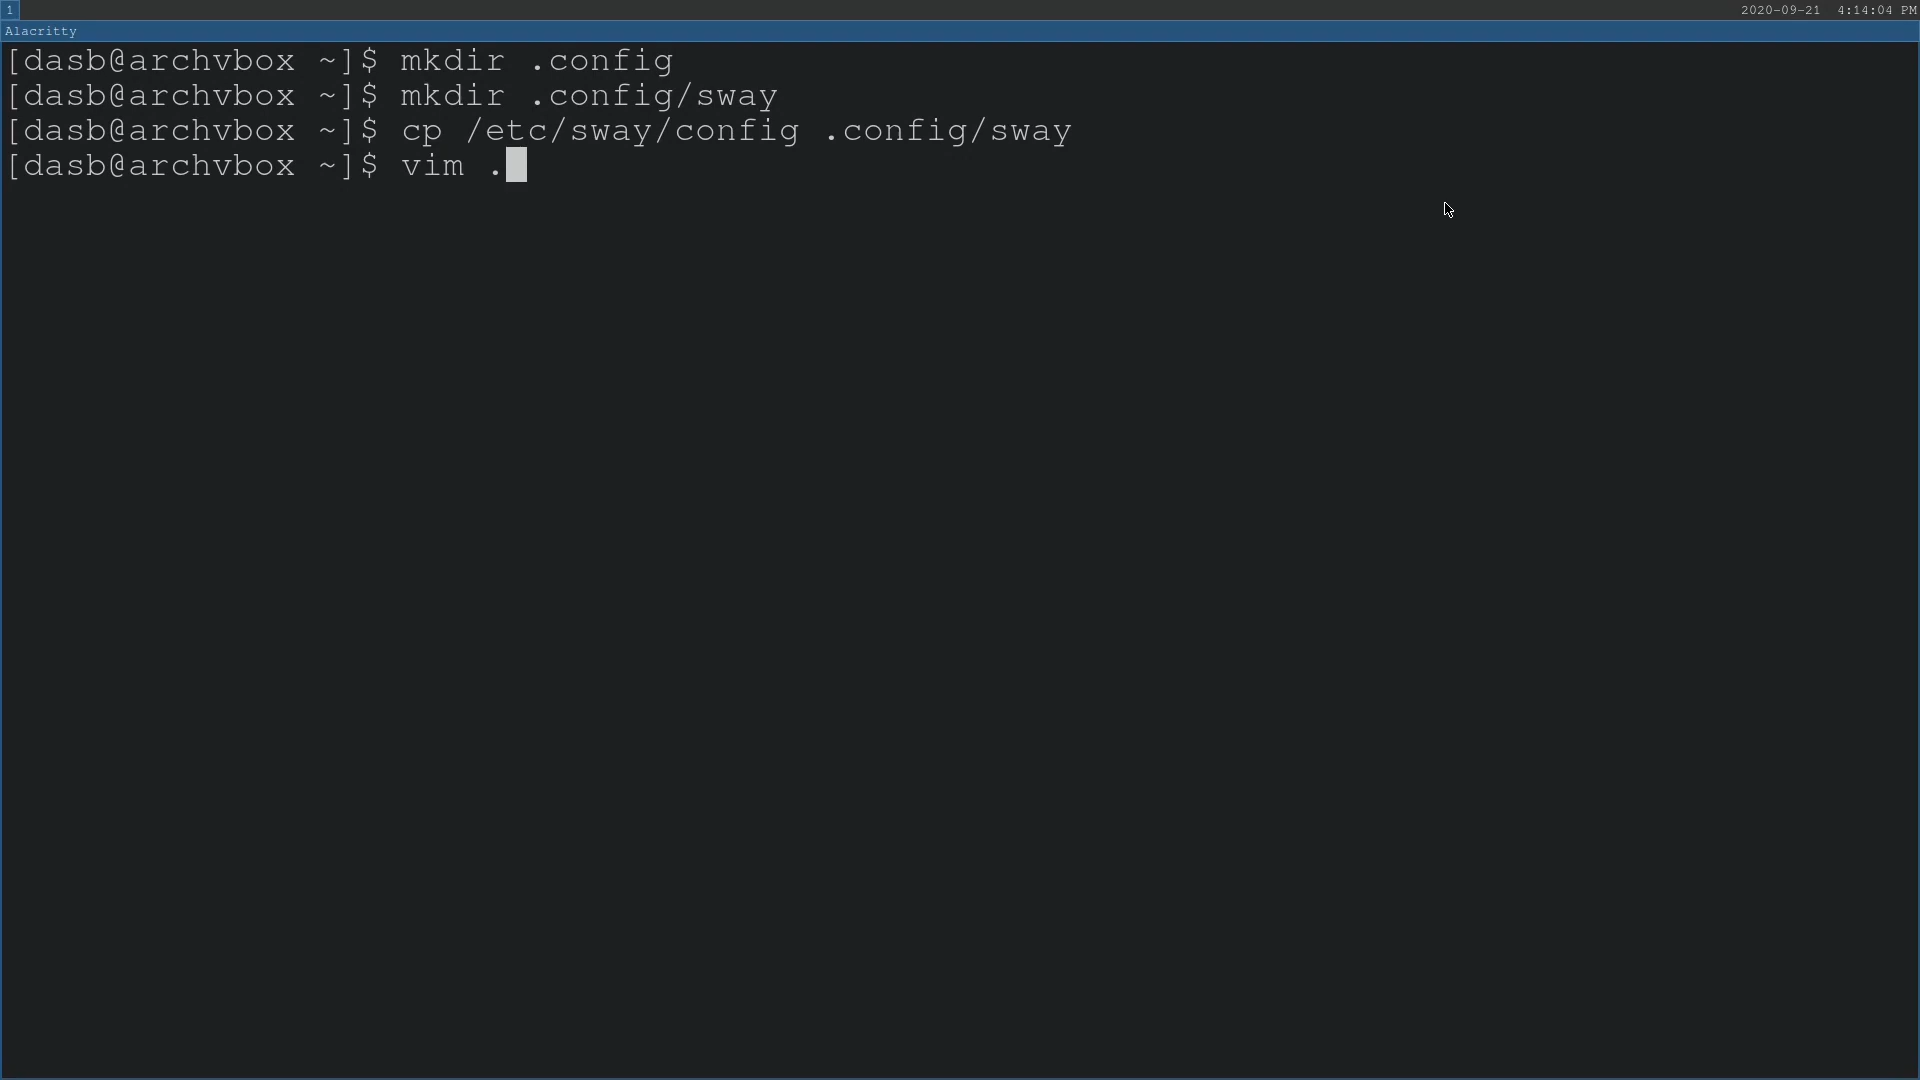 1 2020-09-21 4:14:04 PM
Alacritty
[dasb@archvbox ~]$ mkdir .config
[dasb@archvbox ~]$ mkdir .config/sway
[dasb@archvbox ~]$ cp /etc/sway/config .config/sway
[dasb@archvbox ~]$ vim .